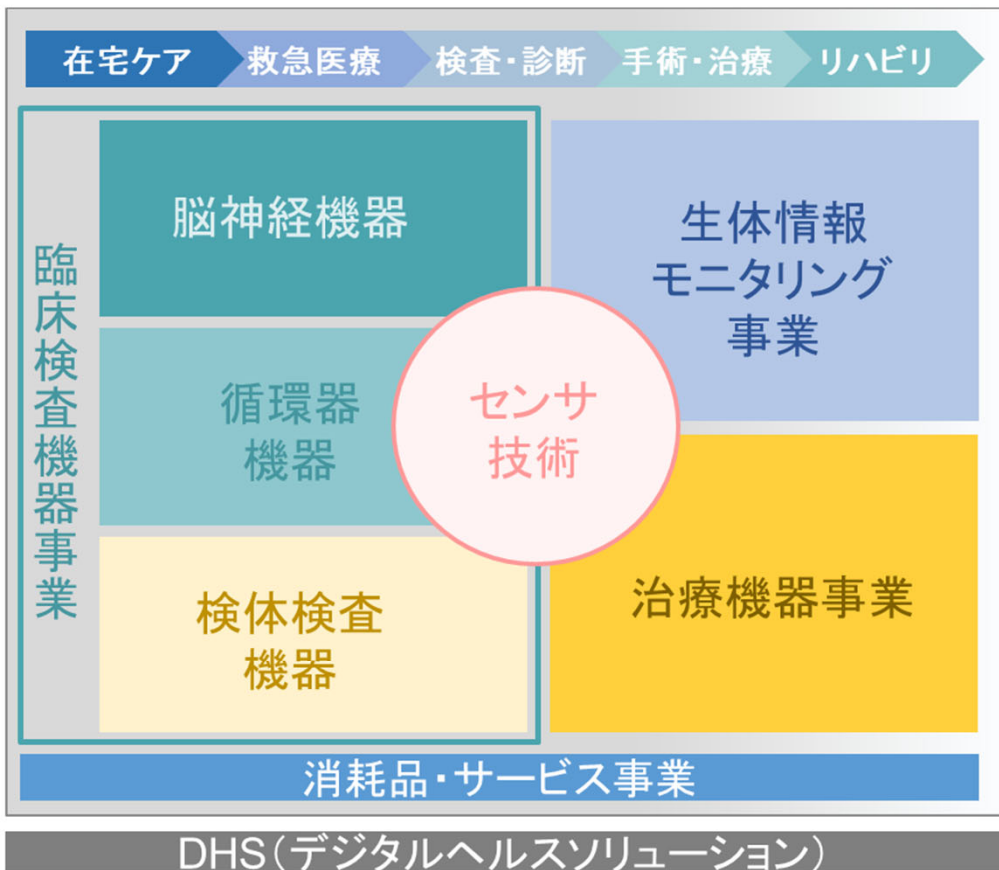 在宅ケア
救急医療
検査・診断
手術・治療
リハビリ
臨床検査機器事業
脳神経機器
循環器
機器
検体検査
機器
センサ
技術
生体情報
モニタリング
事業
治療機器事業
消耗品・サービス事業
DHS(デジタルヘルスソリューション)